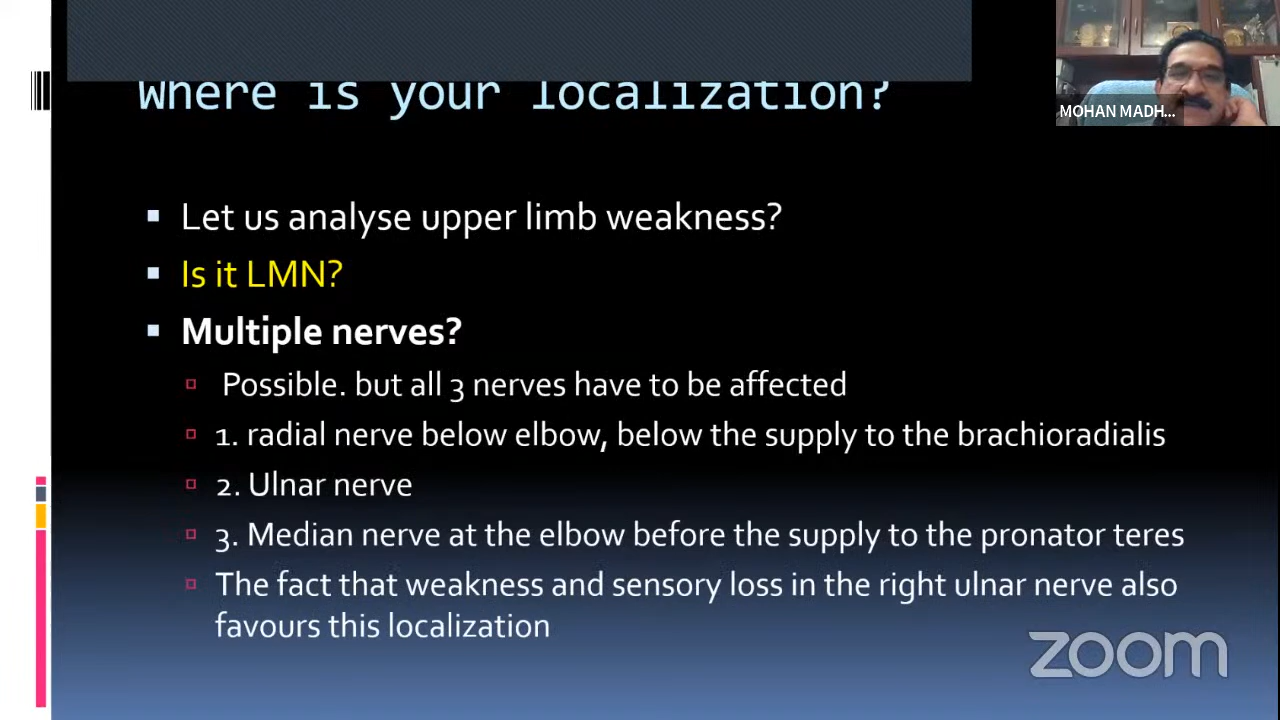 Where is your localization?
MOHAN MADH...
Let us analyse upper limb weakness?
Is it LMN?
Multiple nerves?
Possible. but all 3 nerves have to be affected
1. radial nerve below elbow, below the supply to the brachioradialis
2. Ulnar nerve
3. Median nerve at the elbow before the supply to the pronator teres
The fact that weakness and sensory loss in the right ulnar nerve also
favours this localization
zoom